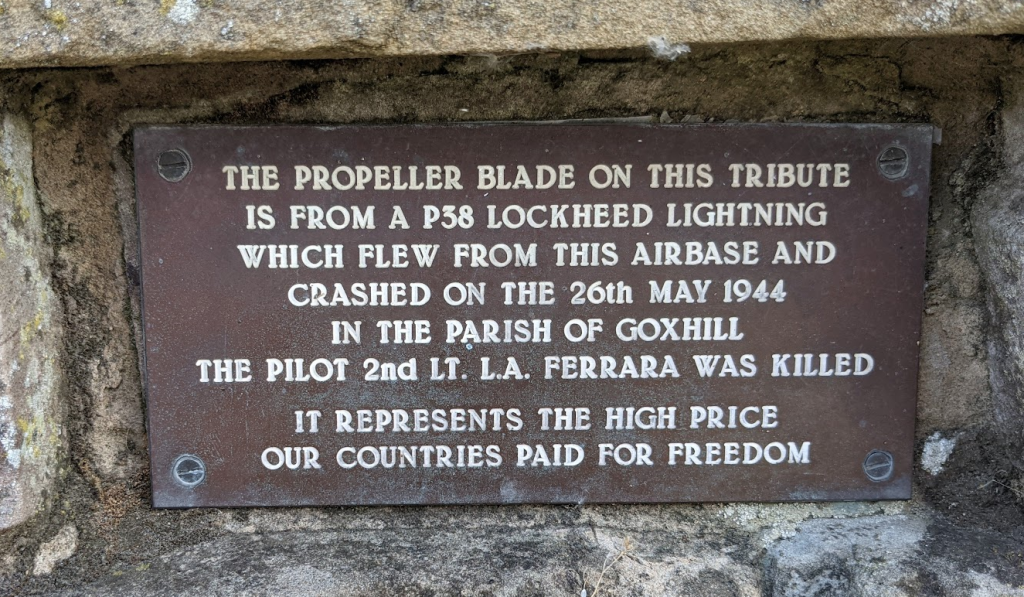 THE PROPELLER BLADE ON THIS TRIBUTE
IS FROM A P38 LOCKHEED LIGHTNING
WHICH FLEW FROM THIS AIRBASE AND
CRASHED ON THE 26th MAY 1944
IN THE PARISH OF GOXHILL
THE PILOT 2nd LT. L.A. FERRARA WAS KILLED
IT REPRESENTS THE HIGH PRICE
OUR COUNTRIES PAID FOR FREEDOM